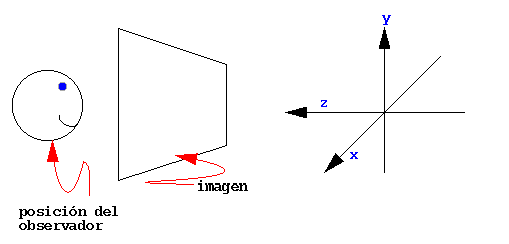 y
z
x
imagen
posición del
observador